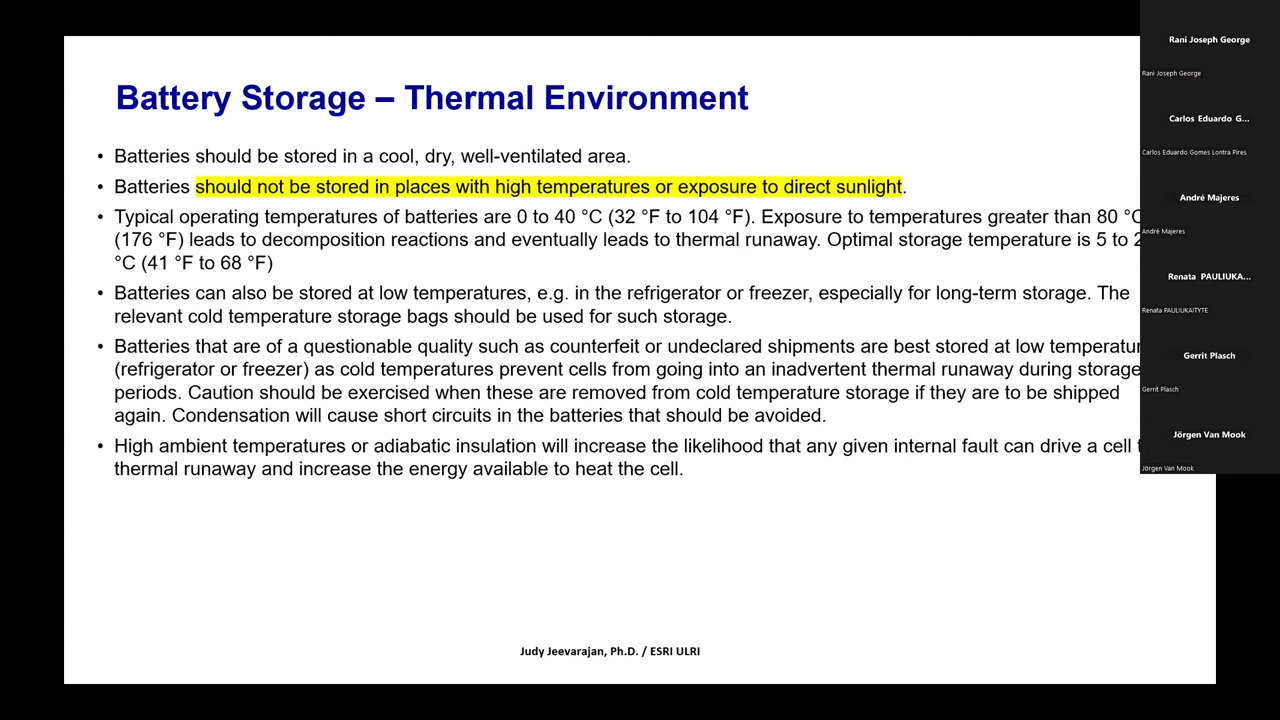 Battery Storage – Thermal Environment
• Batteries should be stored in a cool, dry, well-ventilated area.
• Batteries should not be stored in places with high temperatures or exposure to direct sunlight.
• Typical operating temperatures of batteries are 0 to 40 °C (32 °F to 104 °F). Exposure to temperatures greater than 80 °C
(176 °F) leads to decomposition reactions and eventually leads to thermal runaway. Optimal storage temperature is 5 to
°C (41 °F to 68 °F)
• Batteries can also be stored at low temperatures, e.g. in the refrigerator or freezer, especially for long-term storage. The
relevant cold temperature storage bags should be used for such storage.
• Batteries that are of a questionable quality such as counterfeit or undeclared shipments are best stored at low
(refrigerator or freezer) as cold temperatures prevent cells from going into an inadvertent thermal runaway during storage
periods. Caution should be exercised when these are removed from cold temperature storage if they are to be shipped
again. Condensation will cause short circuits in the batteries that should be avoided.
• High ambient temperatures or adiabatic insulation will increase the likelihood that any given internal fault can drive a cell
thermal runaway and increase the energy available to heat the cell.
Judy Jeevarajan, Ph.D. / ESRI ULRI
Rani Joseph George
Rani Joseph George
Carlos Eduardo G...
Carlos Eduardo Gomes Lontra Pires
André Majeres
André Majeres
Renata PAULIUKA...
Renata PAULIUKAITYTE
Gerrit Plasch
Gerrit Plasch
Jörgen Van Mook
Jörgen Van Mook